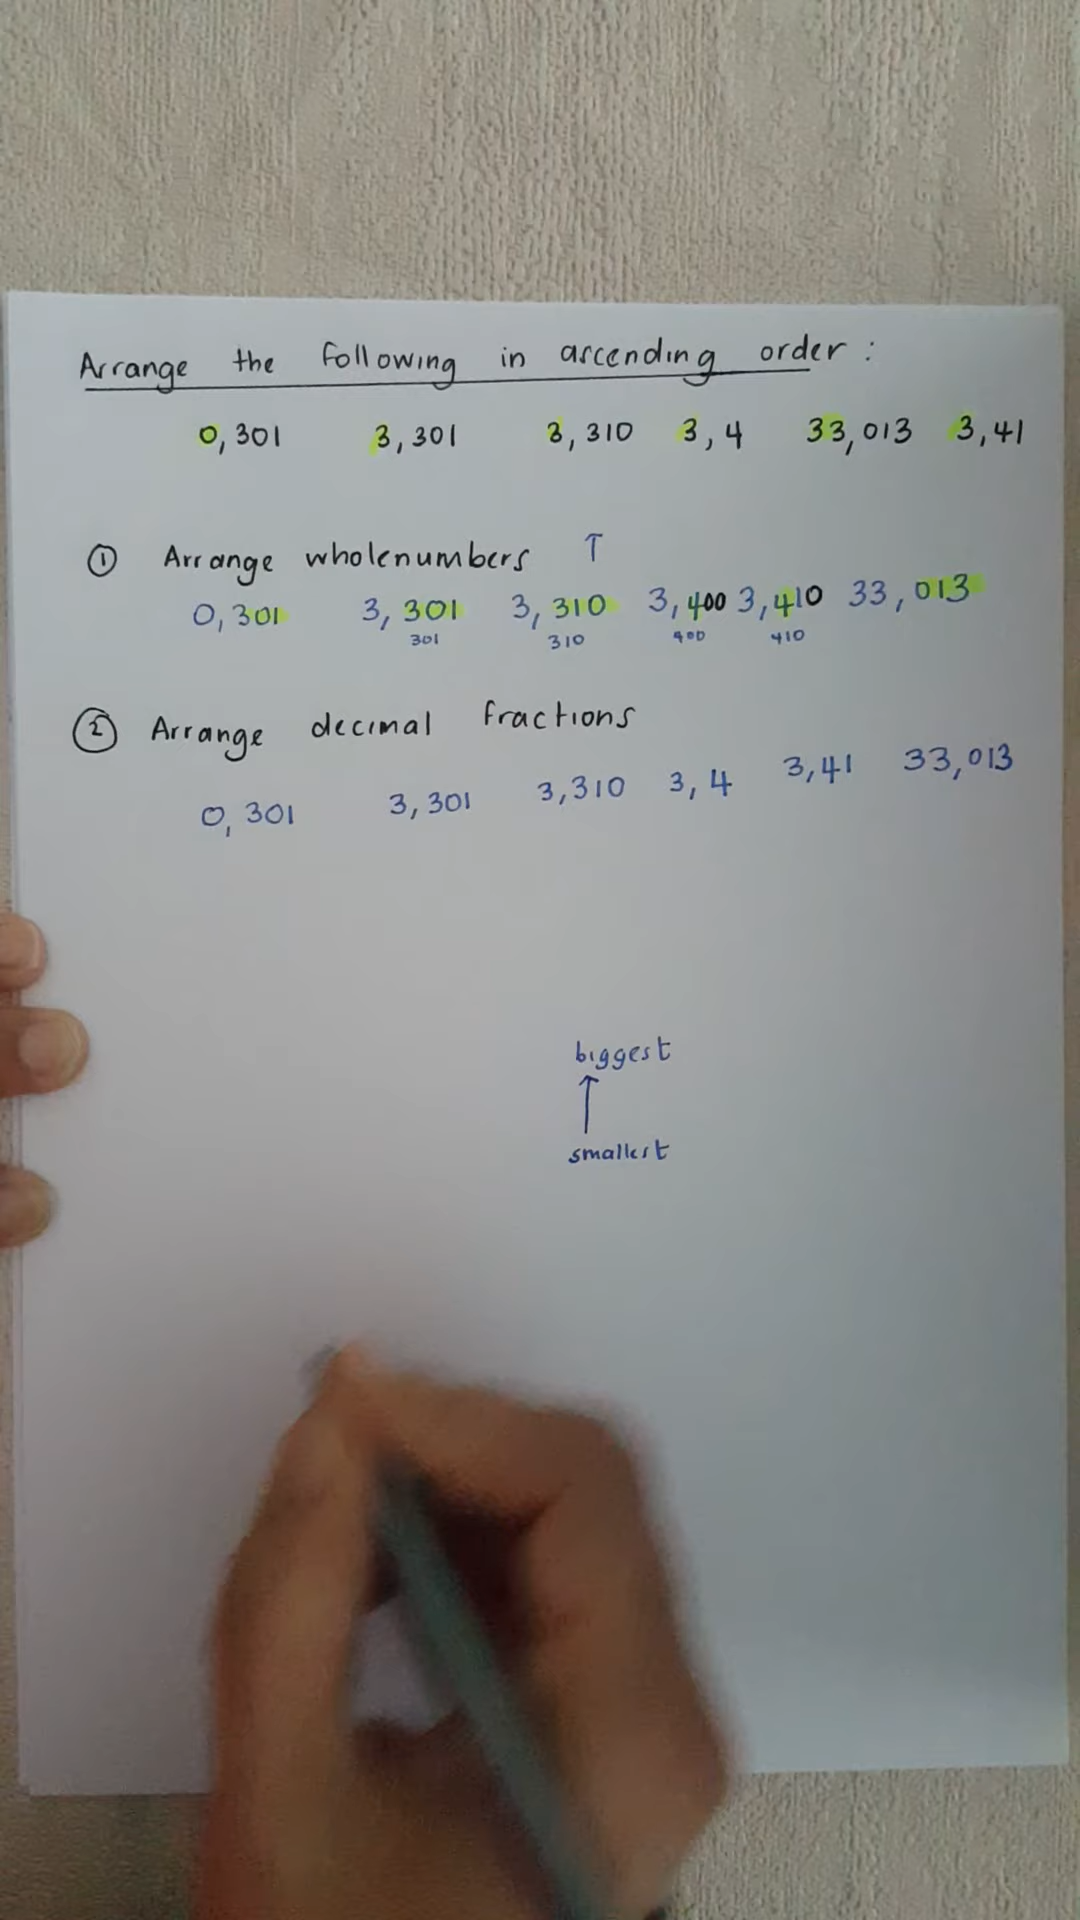 Arrange the following in ascending order :
0,301 3,301 3,310 3,4 33,013 3,41
① Arrange wholenumbers ↑
0,301 3,301 3,310 3,400 3,410 33,013
301 310 400 410
② Arrange decimal fractions
0,301 3,301 3,310 3,4 3,41 33,013
biggest
↑
smallest